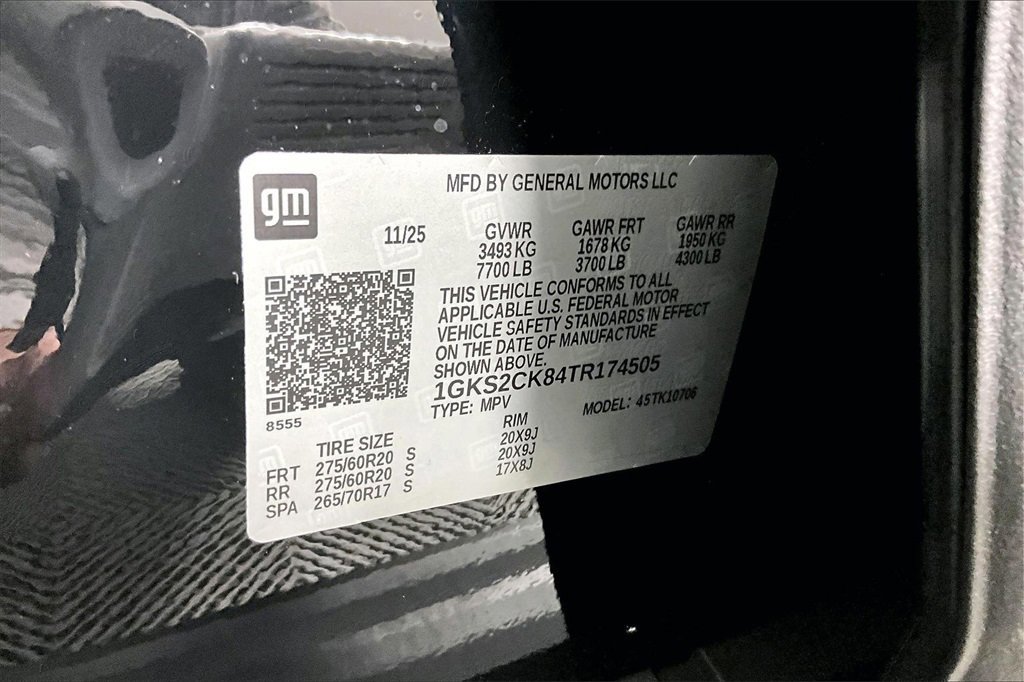 gm
MFD BY GENERAL MOTORS LLC
11/25
GVWR GAWR FRT GAWR RR
3493 KG 1678 KG 1950 KG
7700 LB 3700 LB 4300 LB
THIS VEHICLE CONFORMS TO ALL
APPLICABLE U.S. FEDERAL MOTOR
VEHICLE SAFETY STANDARDS IN EFFECT
ON THE DATE OF MANUFACTURE
SHOWN ABOVE.
1GKS2CK84TR174505
TYPE: MPV MODEL: 45TK10706
8555
TIRE SIZE RIM
FRT 275/60R20 S 20X9J
RR 275/60R20 S 20X9J
SPA 265/70R17 S 17X8J